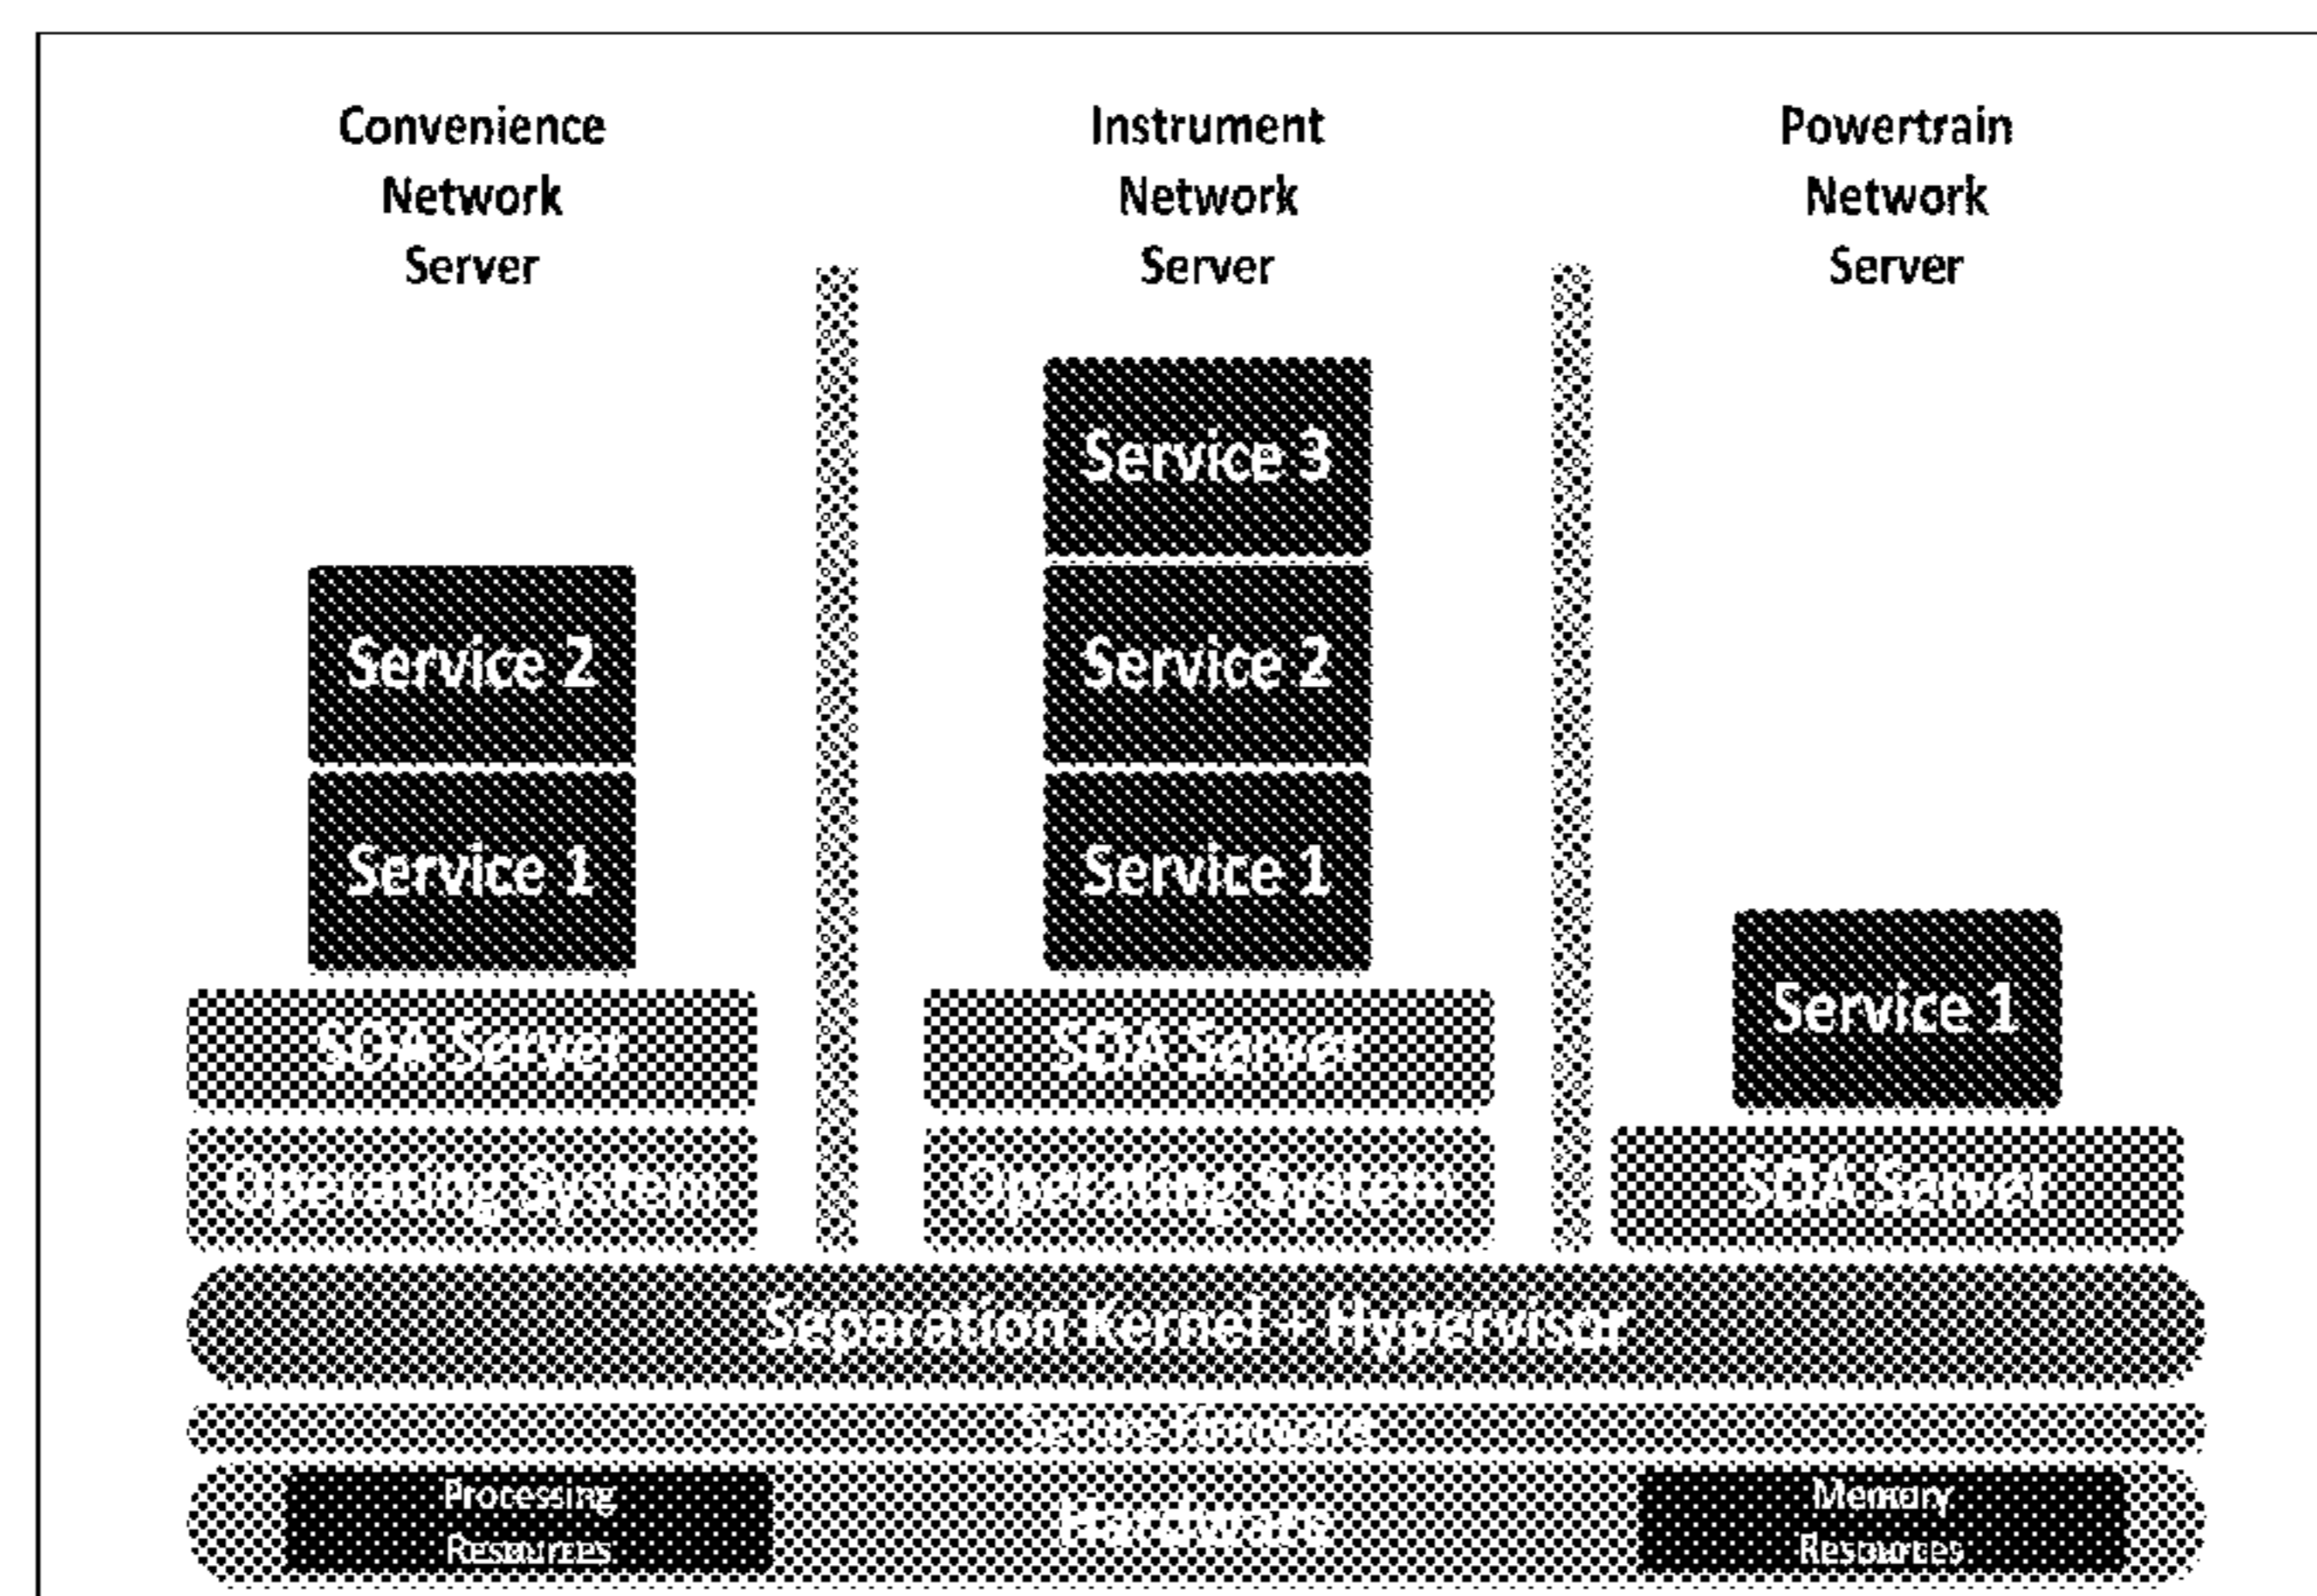 Convenience
Network
Server
Instrument
Network
Server
Powertrain
Network
Server
Service 3
Service 2
Service 2
Service 1
Service 1
Service 1
SOA Server
SOA Server
Operating System
Operating System
SOA Server
Separation Kernel + Hypervisor
Secure Firmware
Processing
Resources
Hardware
Memory
Resources